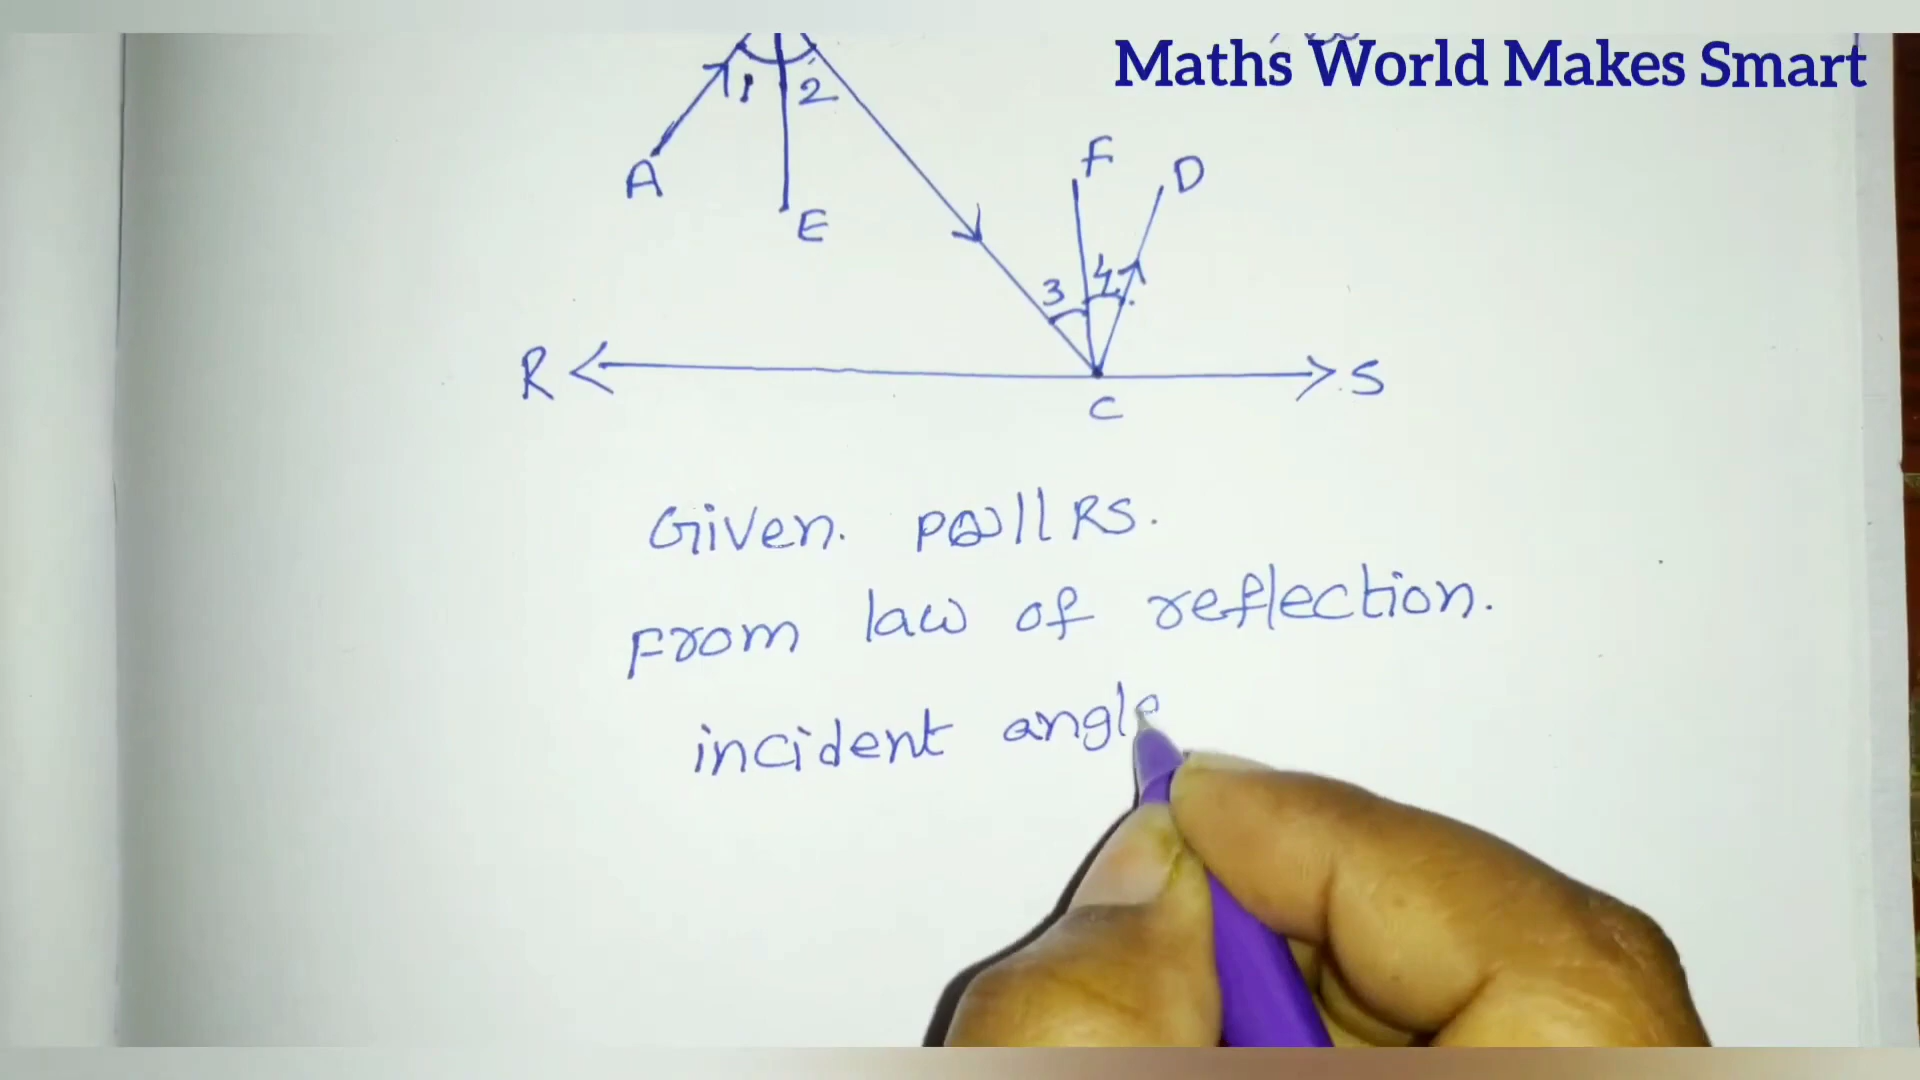 Maths World Makes Smart
1 2
A
E
F
D
3 4
R
S
C
Given. PQ || RS.
From law of reflection.
incident angle